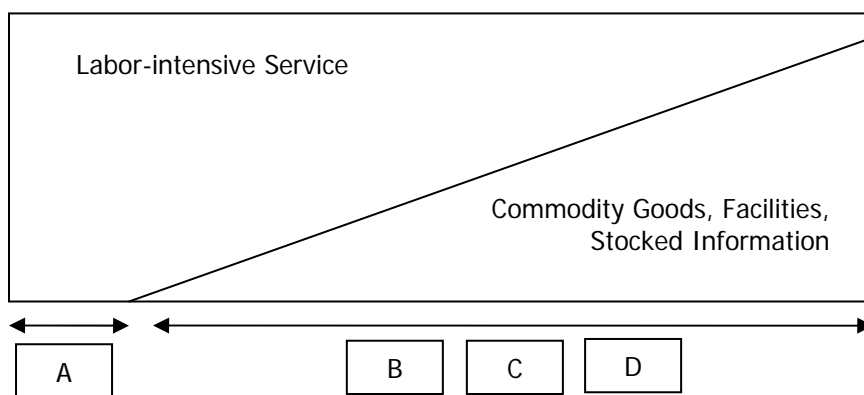 Labor-intensive Service
Commodity Goods, Facilities,
Stocked Information
A
B
C
D